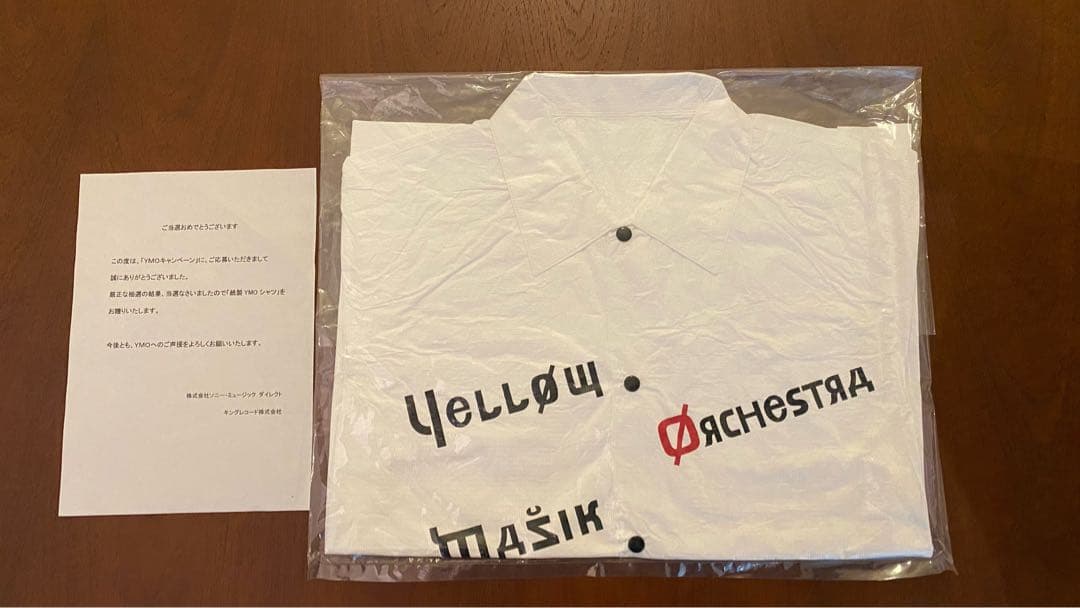 ご当選おめでとうございます
この度は、「YMOキャンペーン」に、ご応募いただきまして
誠にありがとうございました。
厳正な抽選の結果、当選なさいましたので「紙製 YMO シャツ」を
お贈りいたします。
今後とも、YMOへのご声援をよろしくお願いいたします。
株式会社ソニー・ミュージック ダイレクト
キングレコード株式会社
YELLØW
ØЯCHESTЯA
MAŽIK